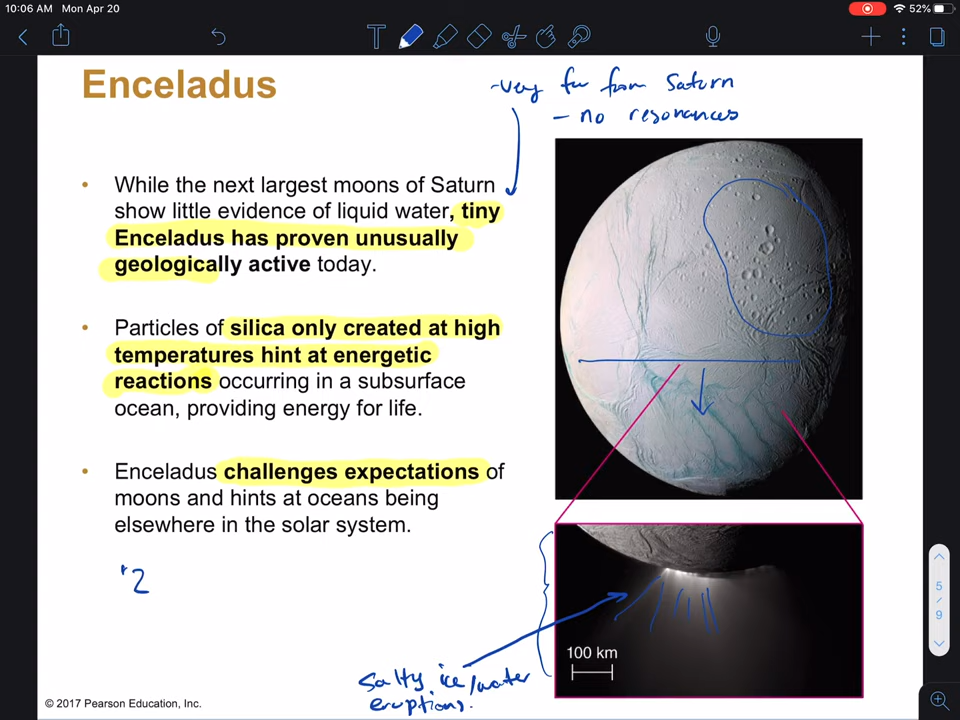 10:06 AM Mon Apr 20
52%
Enceladus
-very far from Saturn
- no resonances
• While the next largest moons of Saturn
show little evidence of liquid water, tiny
Enceladus has proven unusually
geologically active today.
• Particles of silica only created at high
temperatures hint at energetic
reactions occurring in a subsurface
ocean, providing energy for life.
• Enceladus challenges expectations of
moons and hints at oceans being
elsewhere in the solar system.
100 km
Salty ice/water
eruptions.
© 2017 Pearson Education, Inc.
5
/
9